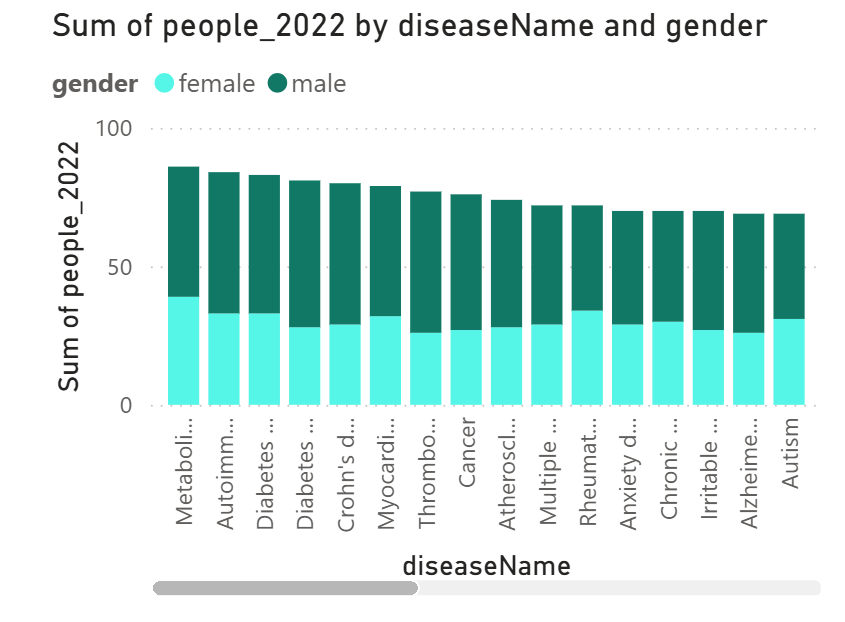 Sum of people_2022 by diseaseName and gender
gender female male
Sum of people_2022
100
50
0
Metaboli...
Autoimm...
Diabetes ...
Diabetes ...
Crohn's d...
Myocardi...
Thrombo...
Cancer
Atheroscl...
Multiple ...
Rheumat...
Anxiety d...
Chronic ...
Irritable ...
Alzheime...
Autism
diseaseName